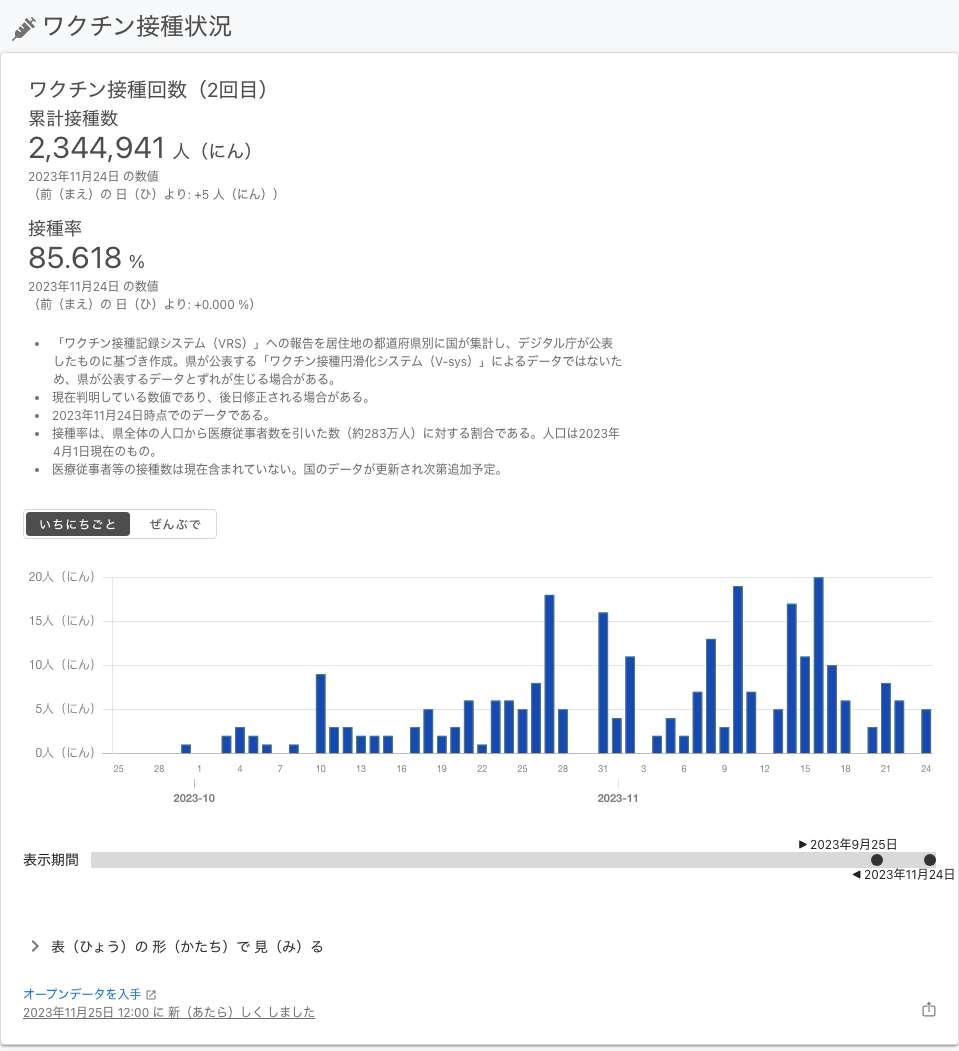 ワクチン接種状況
ワクチン接種回数（2回目）
累計接種数
2,344,941 人（にん）
2023年11月24日 の数値
（前（まえ）の 日（ひ）より: +5 人（にん））
接種率
85.618 %
2023年11月24日 の数値
（前（まえ）の 日（ひ）より: +0.000 %）
• 「ワクチン接種記録システム（VRS）」への報告を居住地の都道府県別に国が集計し、デジタル庁が公表
したものに基づき作成。県が公表する「ワクチン接種円滑化システム（V-sys）」によるデータではないた
め、県が公表するデータとずれが生じる場合がある。
• 現在判明している数値であり、後日修正される場合がある。
• 2023年11月24日時点でのデータである。
• 接種率は、県全体の人口から医療従事者数を引いた数（約283万人）に対する割合である。人口は2023年
4月1日現在のもの。
• 医療従事者等の接種数は現在含まれていない。国のデータが更新され次第追加予定。
いちにちごと ぜんぶで
20人（にん）
15人（にん）
10人（にん）
5人（にん）
0人（にん）
25 28 1 4 7 10 13 16 19 22 25 28 31 3 6 9 12 15 18 21 24
2023-10 2023-11
▶ 2023年9月25日
表示期間
◀ 2023年11月24日
表（ひょう）の 形（かたち）で 見（み）る
オープンデータを入手
2023年11月25日 12:00 に 新（あたら）しく しました